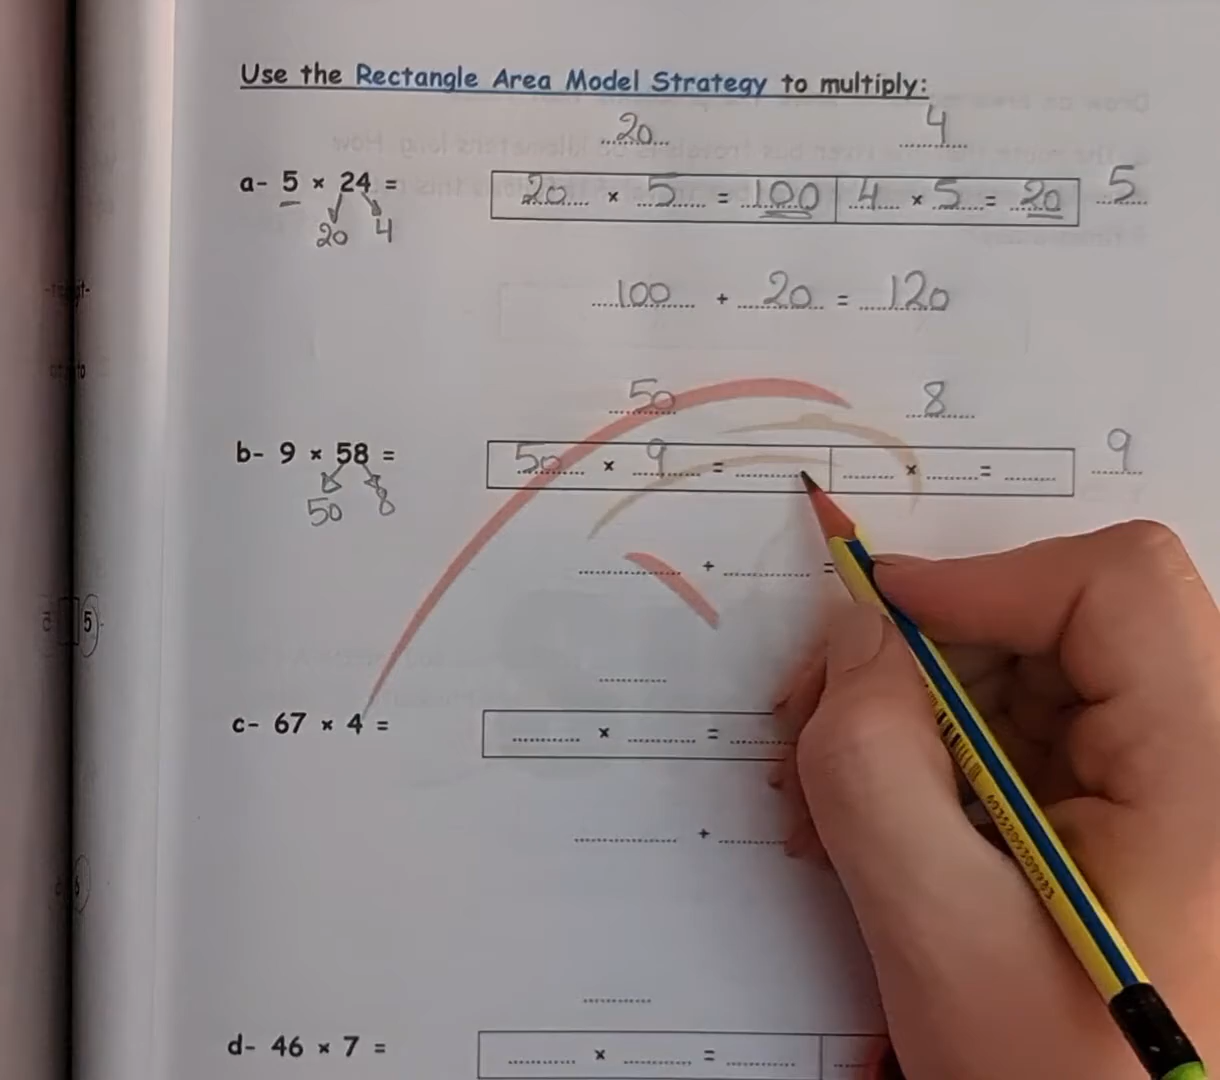 Use the Rectangle Area Model Strategy to multiply:
20 4
a- 5 × 24 = 20 × 5 = 100 4 × 5 = 20 5
20 4
100 + 20 = 120
50 8
b- 9 × 58 = 50 × 9 = × = 9
50 8
+ =
5
c- 67 × 4 = × =
+
d- 46 × 7 = × =